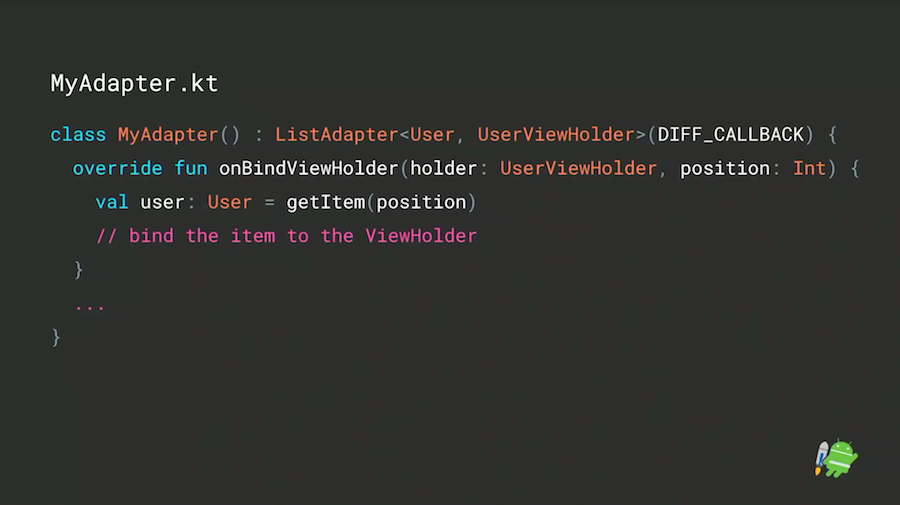 MyAdapter.kt
class MyAdapter() : ListAdapter<User, UserViewHolder>(DIFF_CALLBACK) {
override fun onBindViewHolder(holder: UserViewHolder, position: Int) {
val user: User = getItem(position)
// bind the item to the ViewHolder
}
...
}